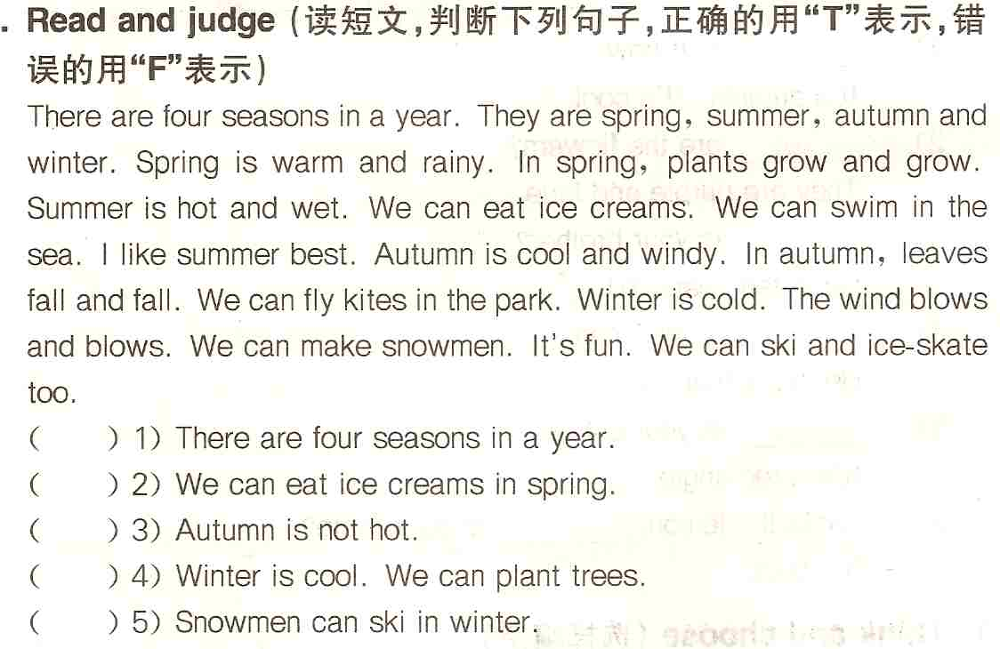 . Read and judge (读短文,判断下列句子,正确的用“T”表示,错
误的用“F”表示)
There are four seasons in a year. They are spring, summer, autumn and
winter. Spring is warm and rainy. In spring, plants grow and grow.
Summer is hot and wet. We can eat ice creams. We can swim in the
sea. I like summer best. Autumn is cool and windy. In autumn, leaves
fall and fall. We can fly kites in the park. Winter is cold. The wind blows
and blows. We can make snowmen. It's fun. We can ski and ice-skate
too.
(    ) 1) There are four seasons in a year.
(    ) 2) We can eat ice creams in spring.
(    ) 3) Autumn is not hot.
(    ) 4) Winter is cool. We can plant trees.
(    ) 5) Snowmen can ski in winter.